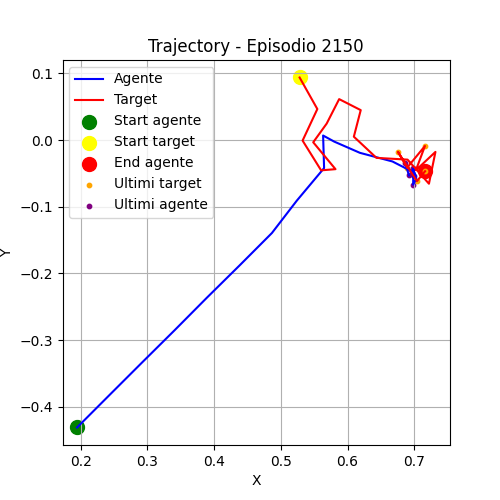 Trajectory - Episodio 2150
Agente
Target
Start agente
Start target
End agente
Ultimi target
Ultimi agente
0.1
0.0
−0.1
−0.2
−0.3
−0.4
Y
0.2 0.3 0.4 0.5 0.6 0.7
X